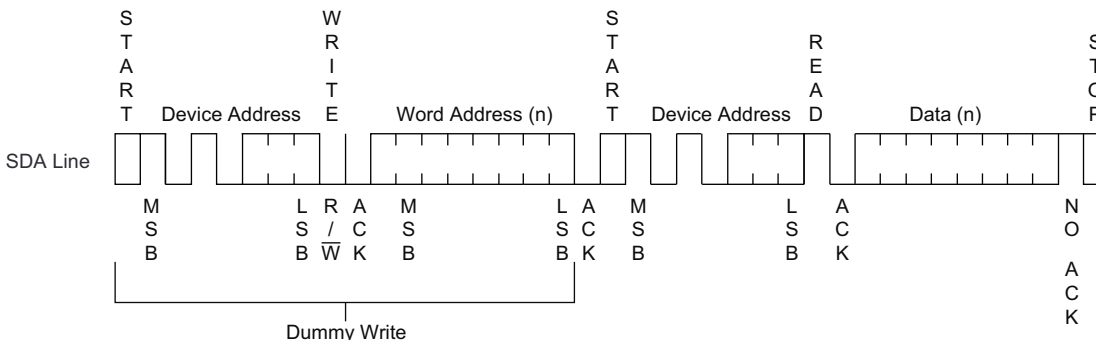 START
WRITE
START
READ
STOP
Device Address
Word Address (n)
Device Address
Data (n)
SDA Line
MSB
LSB
R/W
ACK
MSB
LSB
ACK
MSB
LSB
ACK
NO ACK
Dummy Write